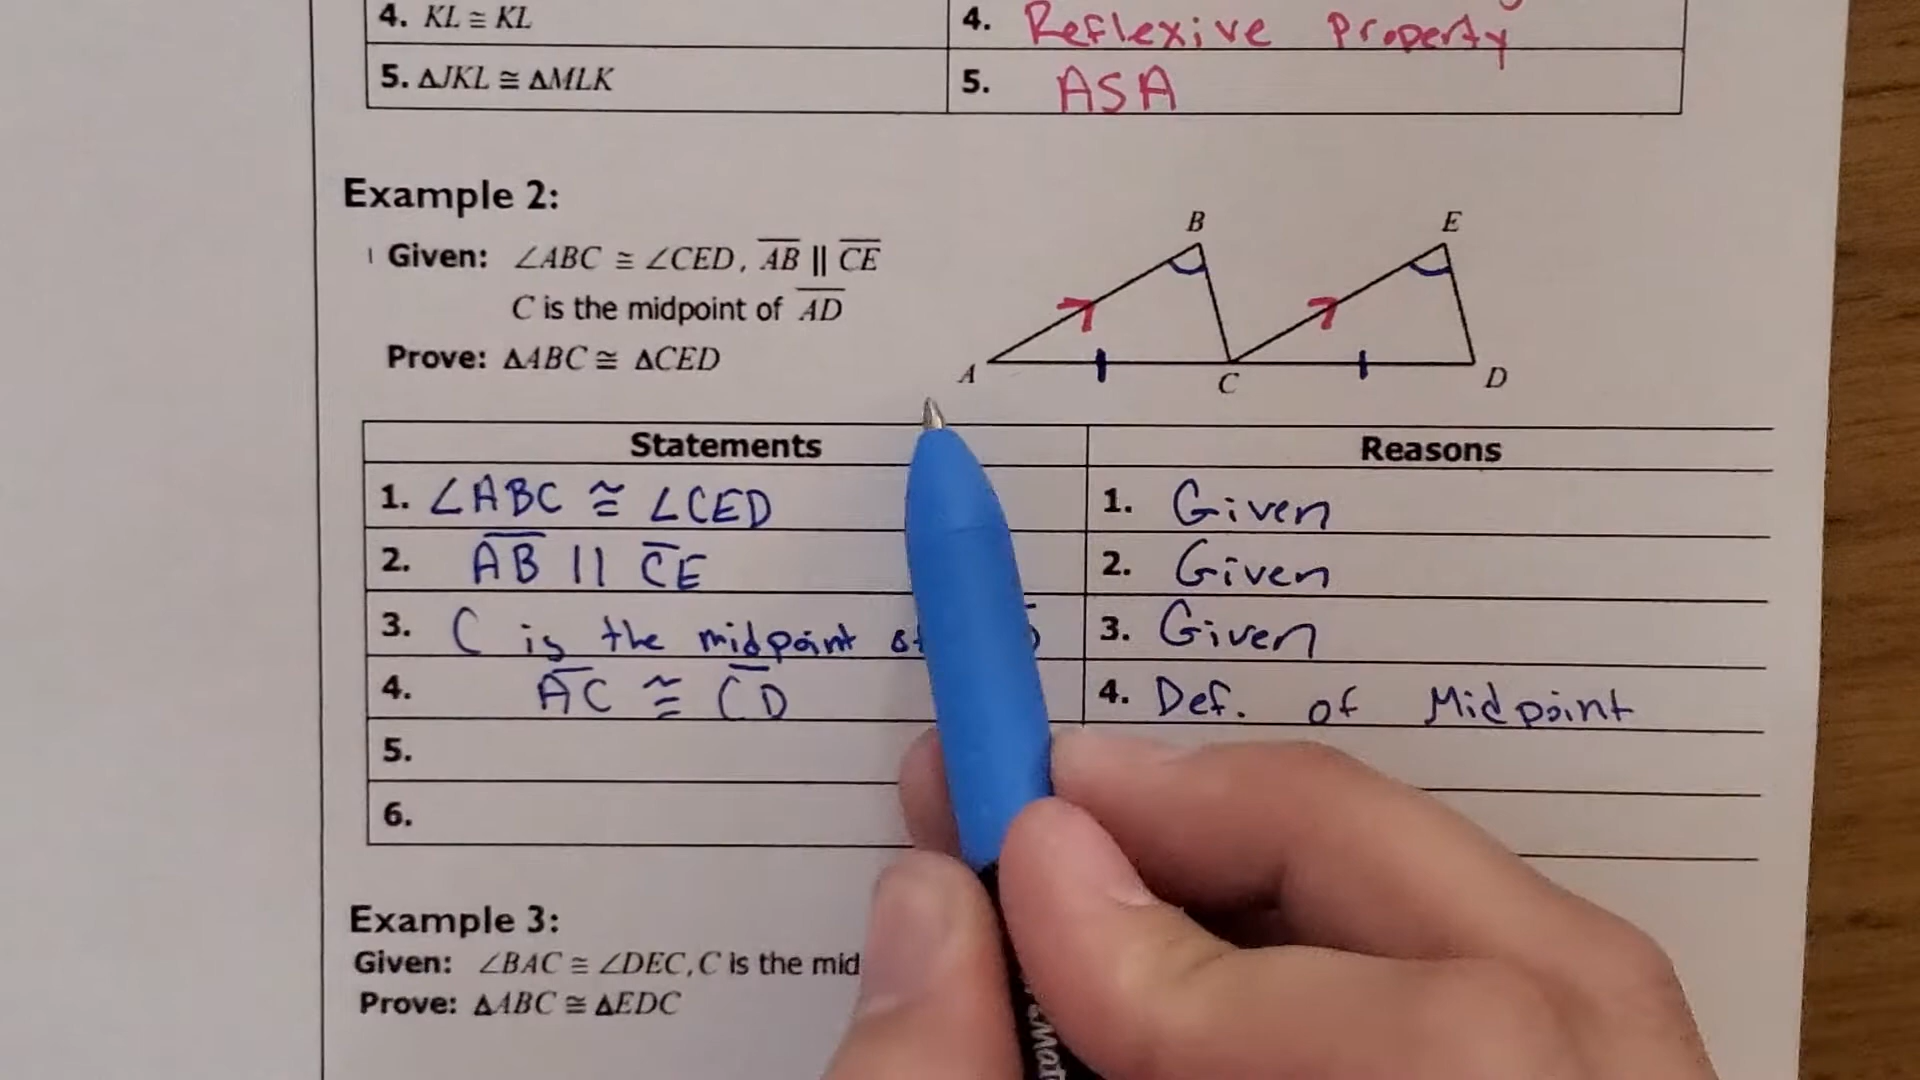 4. KL ≅ KL
4. Reflexive Property
5. ΔJKL ≅ ΔMLK
5. ASA
Example 2:
Given: ∠ABC ≅ ∠CED, AB || CE
C is the midpoint of AD
Prove: ΔABC ≅ ΔCED
B
E
A
C
D
Statements
Reasons
1. ∠ABC ≅ ∠CED
1. Given
2. AB || CE
2. Given
3. C is the midpoint
3. Given
4. AC ≅ CD
4. Def. of Midpoint
5.
6.
Example 3:
Given: ∠BAC ≅ ∠DEC, C is the mid
Prove: ΔABC ≅ ΔEDC